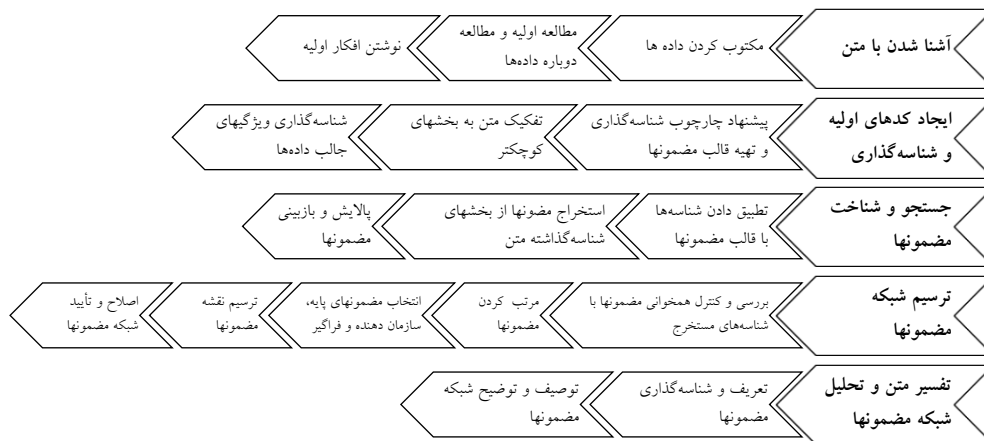 آشنا شدن با متن
مکتوب کردن داده ها
مطالعه اولیه و مطالعه
دوباره داده‌ها
نوشتن افکار اولیه
ایجاد کدهای اولیه
و شناسه‌گذاری
پیشنهاد چارچوب شناسه‌گذاری
و تهیه قالب مضمونها
تفکیک متن به بخشهای
کوچکتر
شناسه‌گذاری ویژگیهای
جالب داده‌ها
جستجو و شناخت
مضمونها
تطبیق دادن شناسه‌ها
با قالب مضمونها
استخراج مضونها از بخشهای
شناسه‌گذاشته متن
پالایش و بازبینی
مضمونها
ترسیم شبکه
مضمونها
بررسی و کنترل همخوانی مضمونها با
شناسه‌های مستخرج
مرتب کردن
مضمونها
انتخاب مضمونهای پایه،
سازمان دهنده و فراگیر
ترسیم نقشه
مضمونها
اصلاح و تأیید
شبکه مضمونها
تفسیر متن و تحلیل
شبکه مضمونها
تعریف و شناسه‌گذاری
مضمونها
توصیف و توضیح شبکه
مضمونها